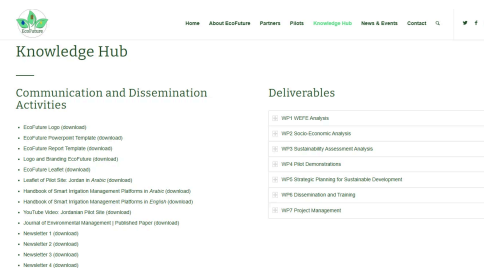 EcoFuture
Home About EcoFuture Partners Pilots Knowledge Hub News & Events Contact
Knowledge Hub
Communication and Dissemination
Activities
EcoFuture Logo (download)
EcoFuture Powerpoint Template (download)
EcoFuture Report Template (download)
Logo and Branding EcoFuture (download)
EcoFuture Leaflet (download)
Leaflet of Pilot Site: Jordan in Arabic (download)
Handbook of Smart Irrigation Management Platforms in Arabic (download)
Handbook of Smart Irrigation Management Platforms in English (download)
YouTube Video: Jordanian Pilot Site (download)
Journal of Environmental Management | Published Paper (download)
Newsletter 1 (download)
Newsletter 2 (download)
Newsletter 3 (download)
Newsletter 4 (download)
Deliverables
WP1 WEFE Analysis
WP2 Socio-Economic Analysis
WP3 Sustainability Assessment Analysis
WP4 Pilot Demonstrations
WP5 Strategic Planning for Sustainable Development
WP6 Dissemination and Training
WP7 Project Management